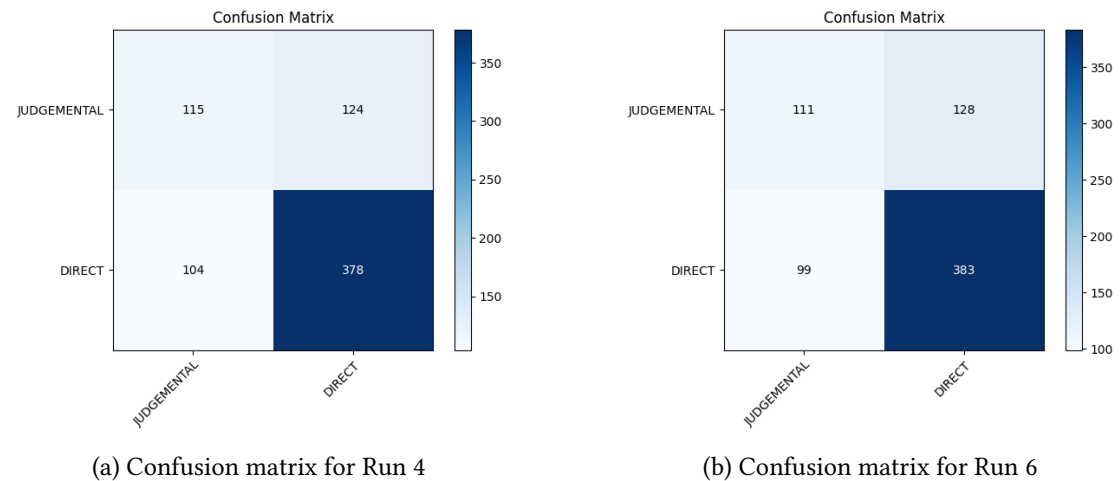 Confusion Matrix
JUDGEMENTAL
115
124
DIRECT
104
378
JUDGEMENTAL
DIRECT
350
300
250
200
150
(a) Confusion matrix for Run 4
Confusion Matrix
JUDGEMENTAL
111
128
DIRECT
99
383
JUDGEMENTAL
DIRECT
350
300
250
200
150
100
(b) Confusion matrix for Run 6